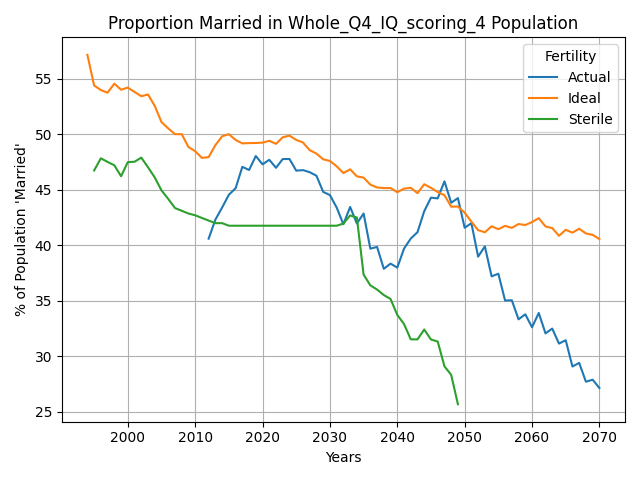 Proportion Married in Whole_Q4_IQ_scoring_4 Population
% of Population 'Married'
55
50
45
40
35
30
25
Fertility
Actual
Ideal
Sterile
2000 2010 2020 2030 2040 2050 2060 2070
Years